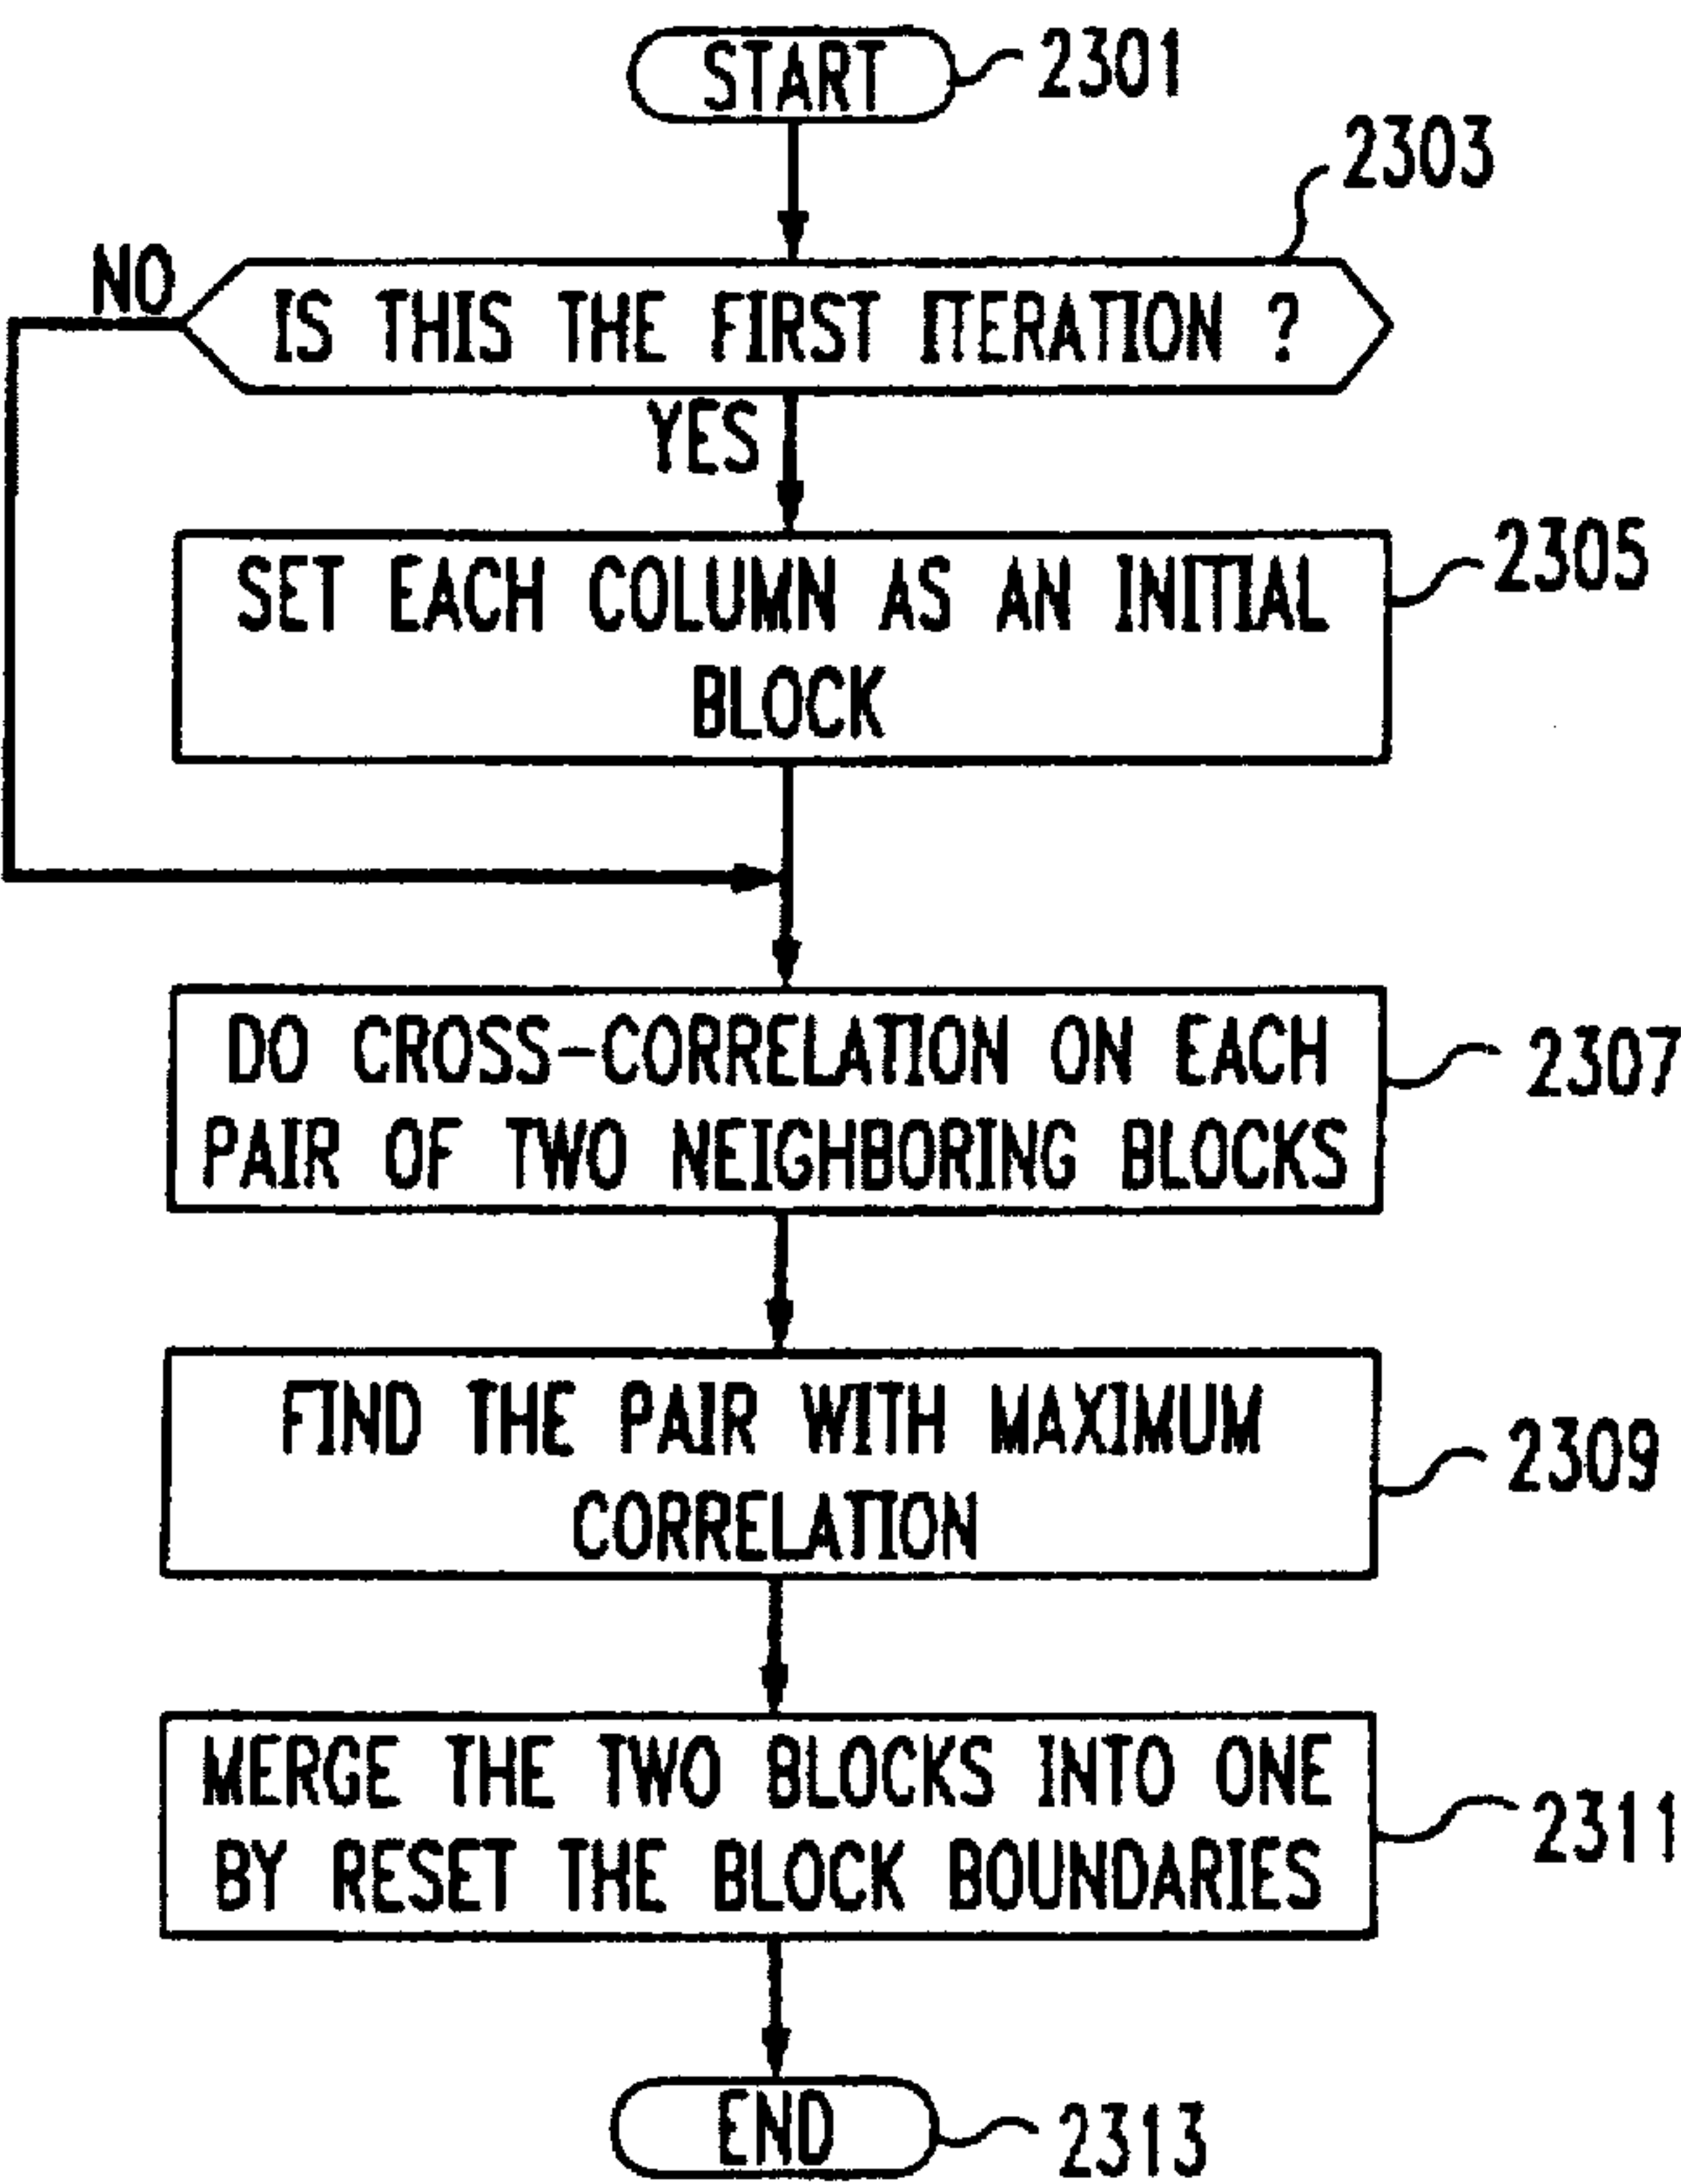 START
2301
2303
NO
IS THIS THE FIRST ITERATION ?
YES
SET EACH COLUMN AS AN INITIAL
BLOCK
2305
DO CROSS-CORRELATION ON EACH
PAIR OF TWO NEIGHBORING BLOCKS
2307
FIND THE PAIR WITH MAXIMUM
CORRELATION
2309
MERGE THE TWO BLOCKS INTO ONE
BY RESET THE BLOCK BOUNDARIES
2311
END
2313